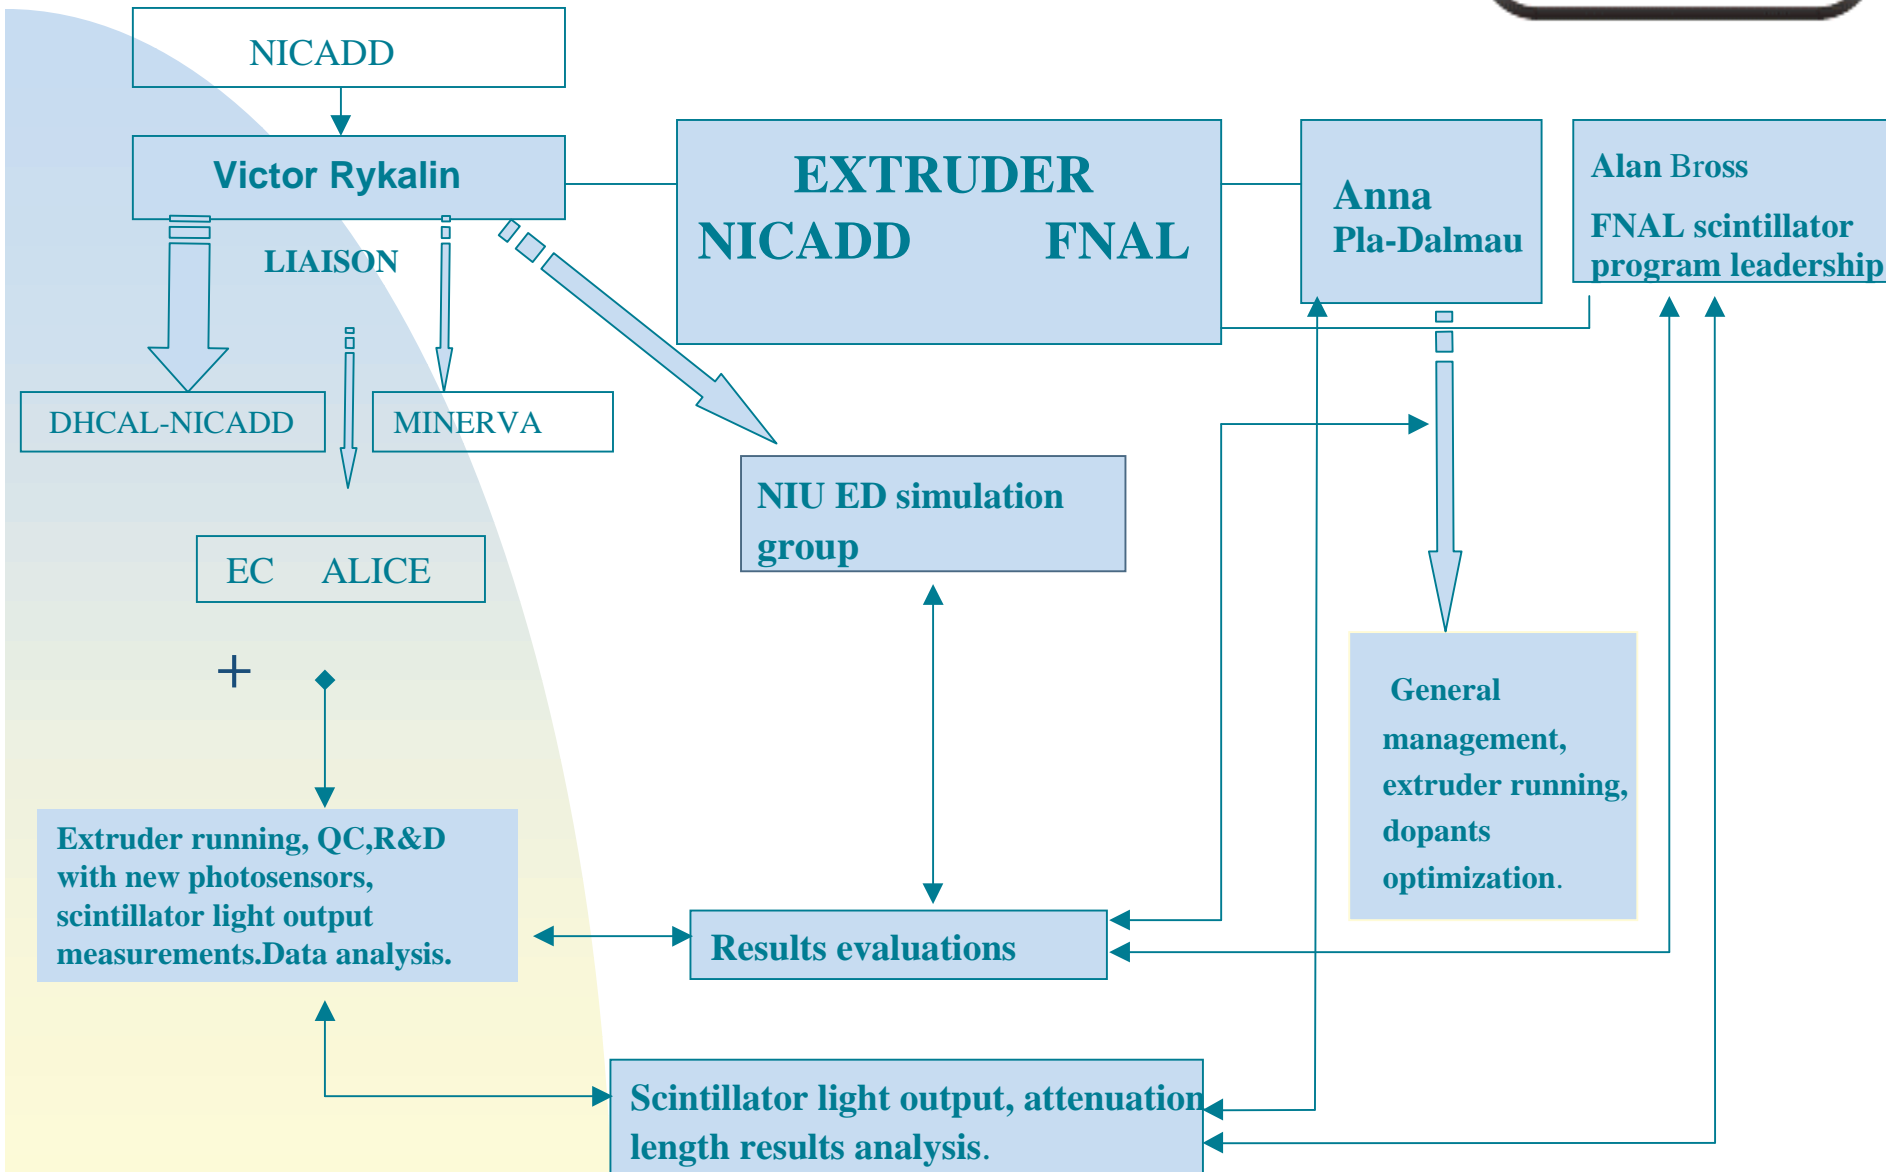 NICADD
Victor Rykalin
EXTRUDER
NICADD FNAL
Anna
Pla-Dalmau
Alan Bross
FNAL scintillator
program leadership
LIAISON
DHCAL-NICADD
MINERVA
NIU ED simulation
group
EC ALICE
+
General
management,
extruder running,
dopants
optimization.
Extruder running, QC,R&D
with new photosensors,
scintillator light output
measurements.Data analysis.
Results evaluations
Scintillator light output, attenuation
length results analysis.